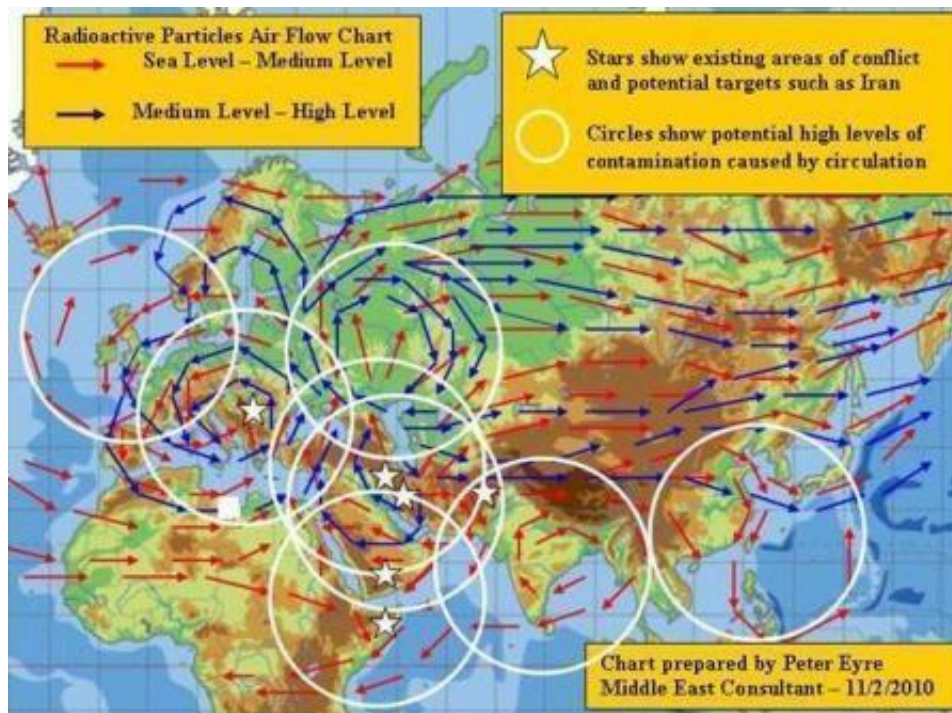 Radioactive Particles Air Flow Chart
Sea Level – Medium Level
Medium Level – High Level
Stars show existing areas of conflict
and potential targets such as Iran
Circles show potential high levels of
contamination caused by circulation
Chart prepared by Peter Eyre
Middle East Consultant – 11/2/2010